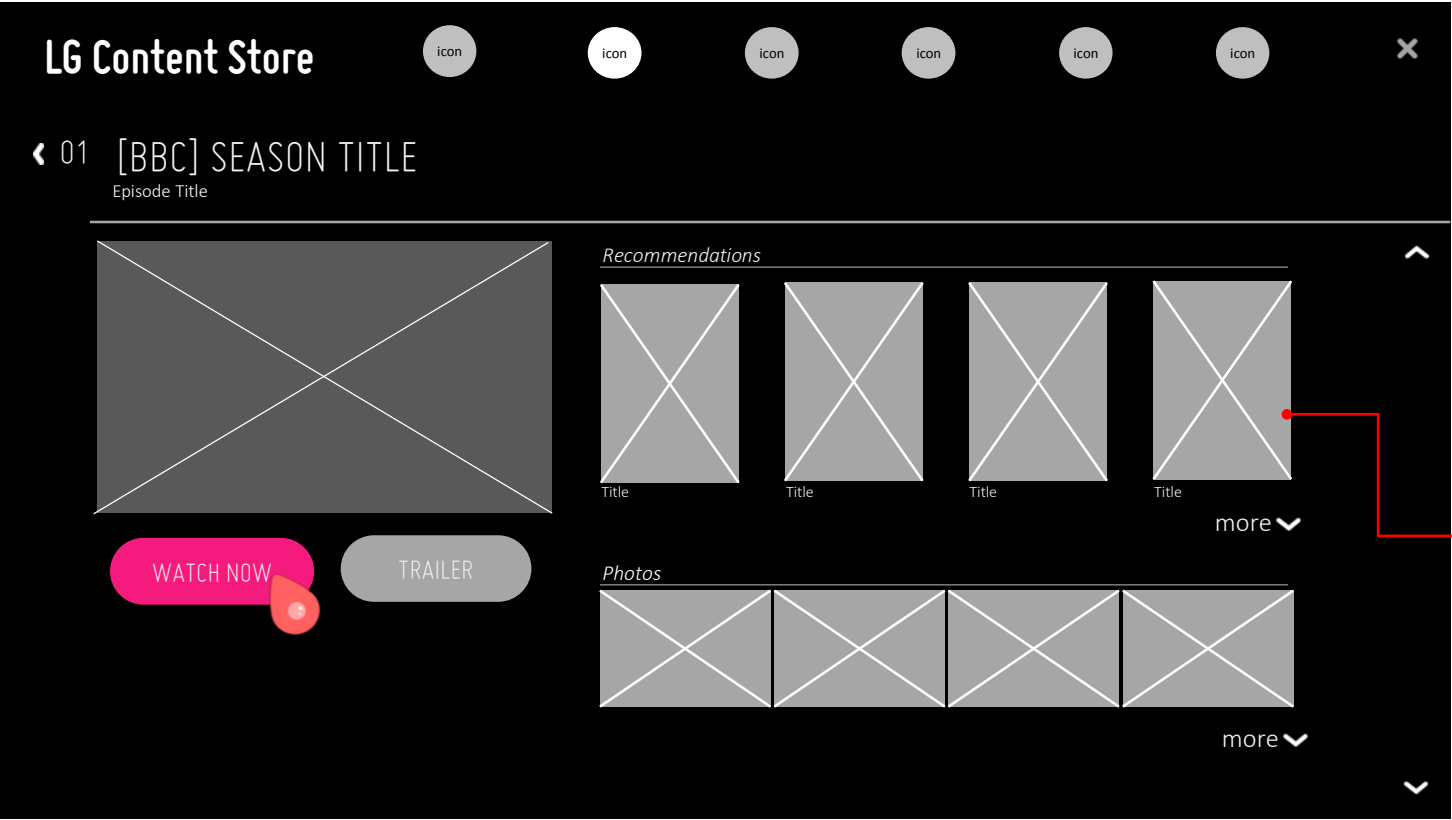 LG Content Store
icon
icon
icon
icon
icon
icon
01
[BBC] SEASON TITLE
Episode Title
Recommendations
Title
Title
Title
Title
more
WATCH NOW
TRAILER
Photos
more